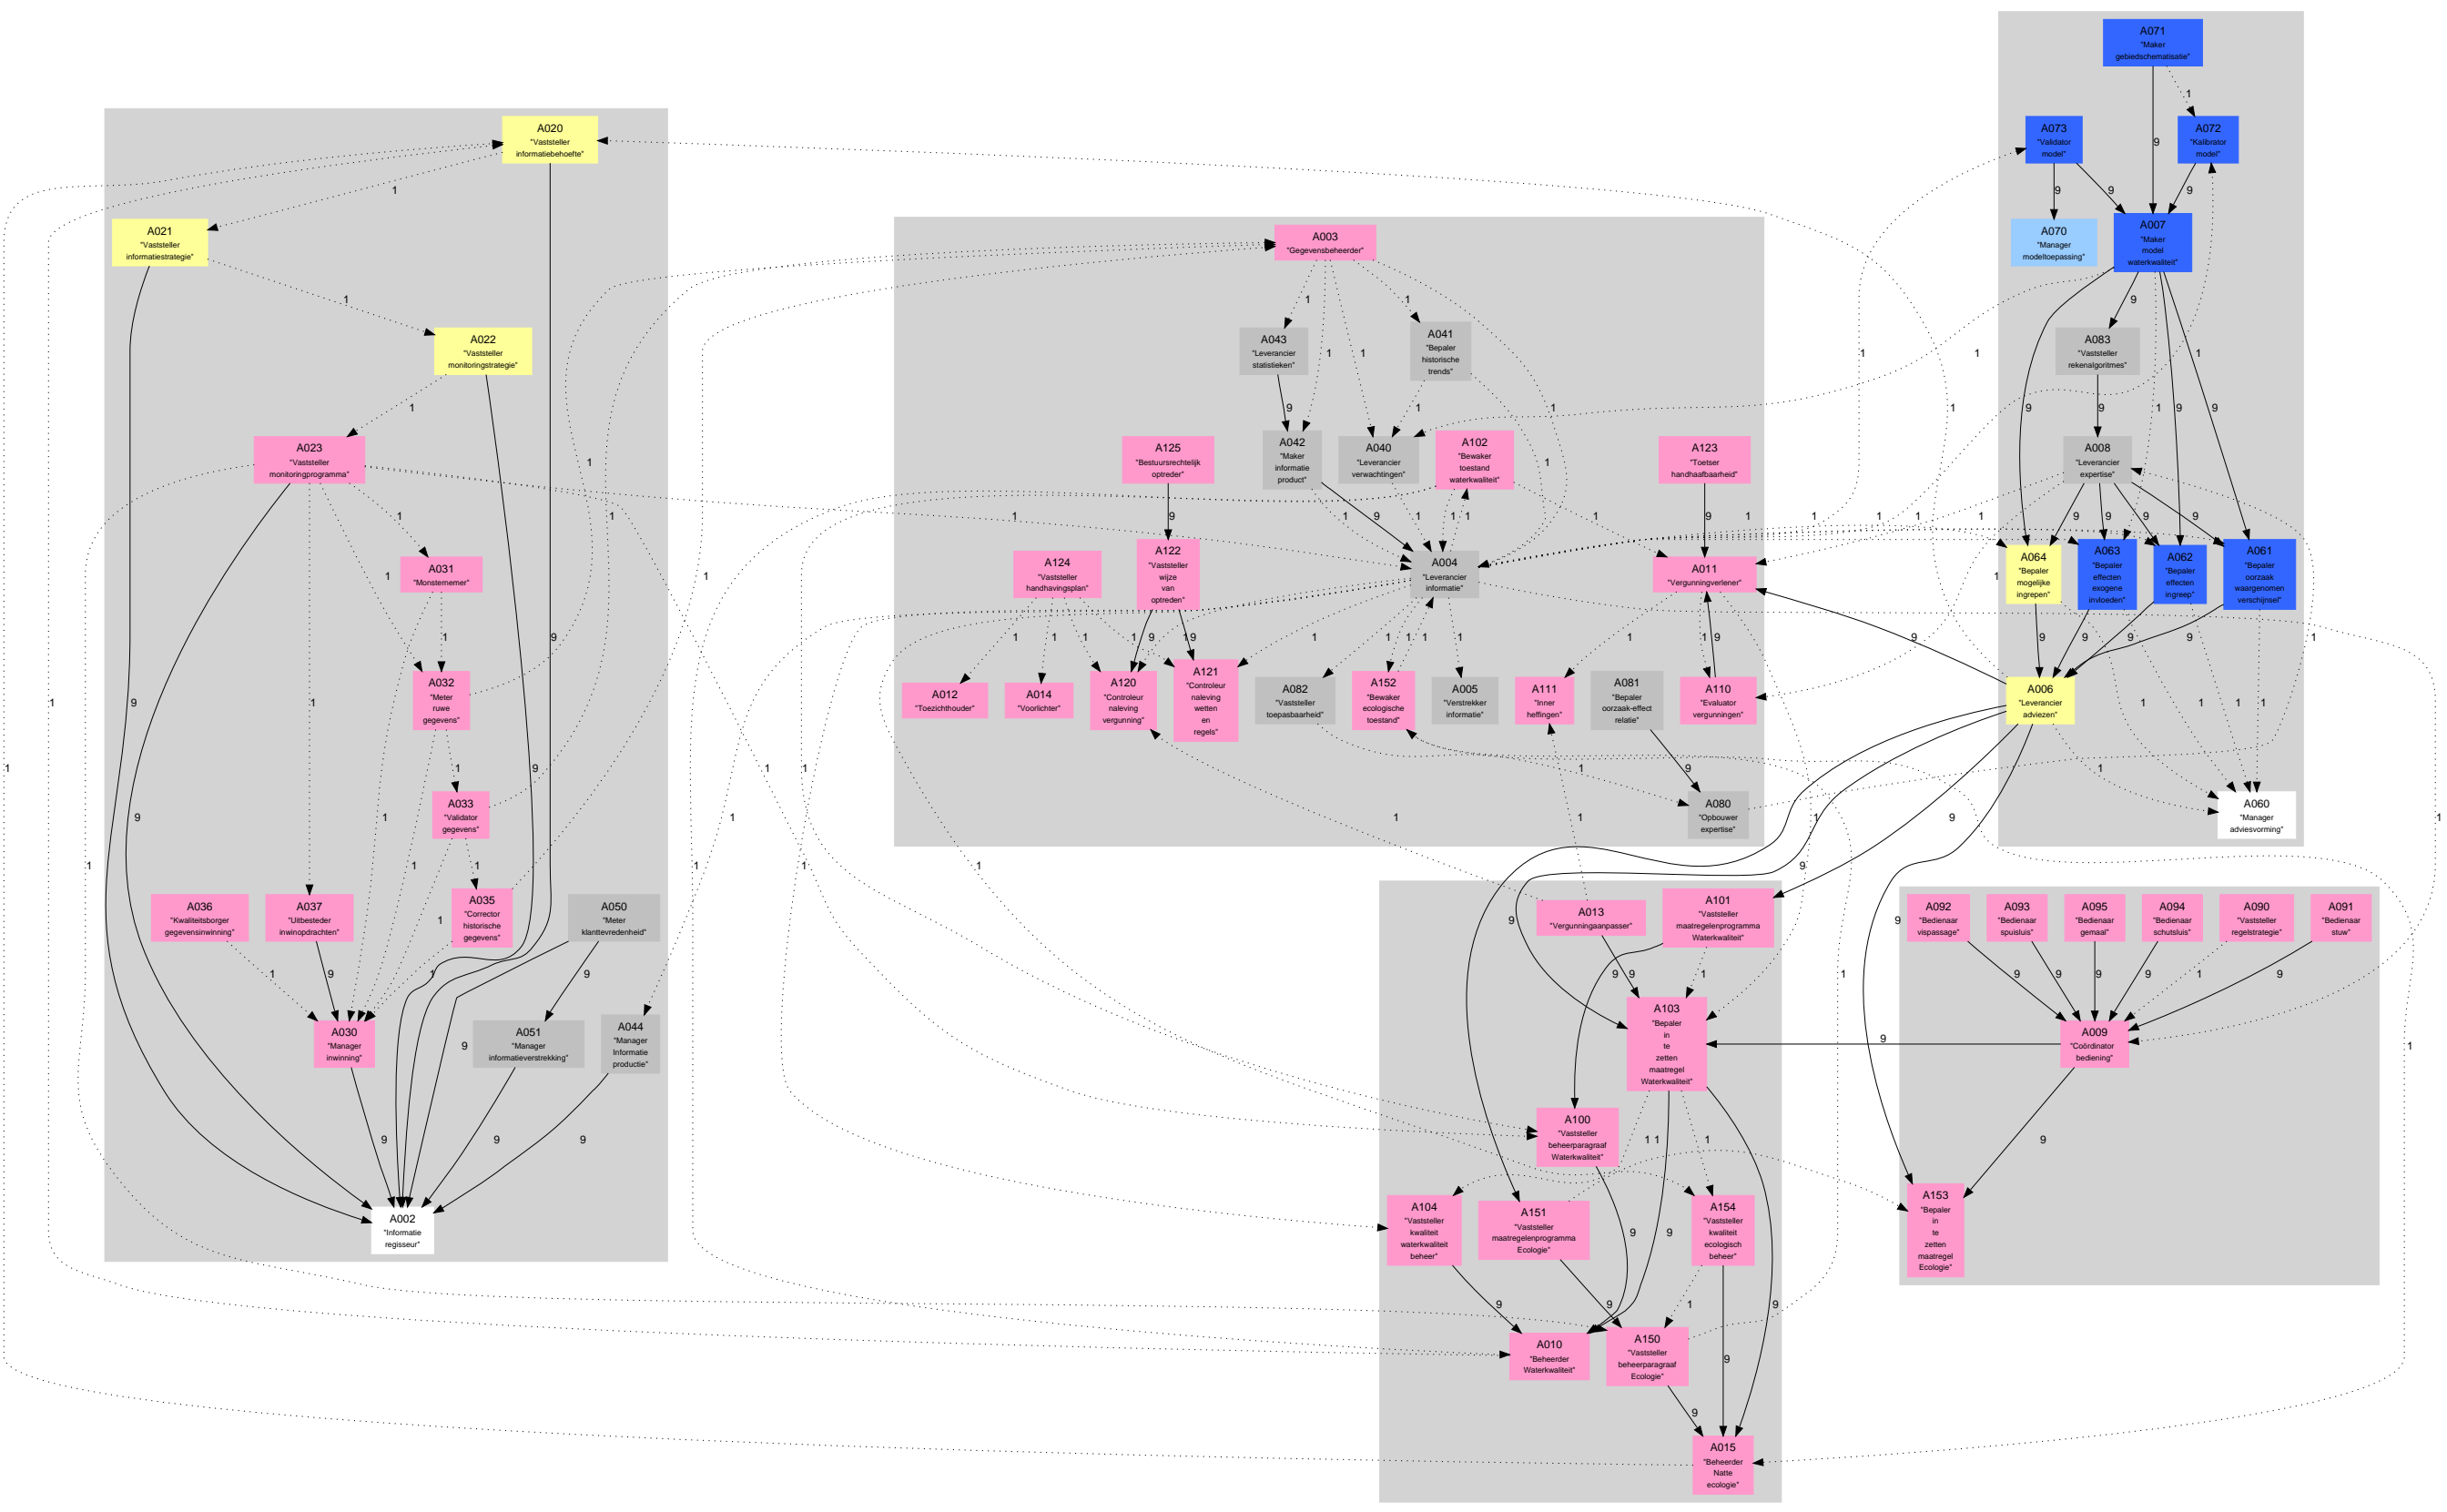 A071
"Maker
gebiedschematisatie"
A020
"Vaststeller
informatiebehoefte"
A073
"Validator
model"
A072
"Kalibrator
model"
A021
"Vaststeller
informatiestrategie"
A003
"Gegevensbeheerder"
A070
"Manager
modeltoepassing"
A007
"Maker
model
waterkwaliteit"
A022
"Vaststeller
monitoringstrategie"
A043
"Leverancier
statistieken"
A041
"Bepaler
historische
trends"
A083
"Vaststeller
rekenalgoritmes"
A023
"Vaststeller
monitoringprogramma"
A125
"Bestuursrechtelijk
optreder"
A042
"Maker
informatie
product"
A040
"Leverancier
verwachtingen"
A102
"Bewaker
toestand
waterkwaliteit"
A123
"Toetser
handhaafbaarheid"
A008
"Leverancier
expertise"
A031
"Monsternemer"
A124
"Vaststeller
handhavingsplan"
A122
"Vaststeller
wijze
van
optreden"
A004
"Leverancier
informatie"
A011
"Vergunningverlener"
A064
"Bepaler
mogelijke
ingrepen"
A063
"Bepaler
effecten
exogene
invloeden"
A062
"Bepaler
effecten
ingreep"
A061
"Bepaler
oorzaak
waargenomen
verschijnsel"
A032
"Meter
ruwe
gegevens"
A012
"Toezichthouder"
A014
"Voorlichter"
A120
"Controleur
naleving
vergunning"
A121
"Controleur
naleving
wetten
en
regels"
A082
"Vaststeller
toepasbaarheid"
A152
"Bewaker
ecologische
toestand"
A005
"Verstrekker
informatie"
A111
"Inner
heffingen"
A081
"Bepaler
oorzaak-effect
relatie"
A110
"Evaluator
vergunningen"
A006
"Leverancier
adviezen"
A033
"Validator
gegevens"
A080
"Opbouwer
expertise"
A060
"Manager
adviesvorming"
A036
"Kwaliteitsborger
gegevensinwinning"
A037
"Uitbesteder
inwinopdrachten"
A035
"Corrector
historische
gegevens"
A050
"Meter
klanttevredenheid"
A013
"Vergunningaanpasser"
A101
"Vaststeller
maatregelenprogramma
Waterkwaliteit"
A092
"Bedienaar
vispassage"
A093
"Bedienaar
spuisluis"
A095
"Bedienaar
gemaal"
A094
"Bedienaar
schutsluis"
A090
"Vaststeller
regelstrategie"
A091
"Bedienaar
stuw"
A030
"Manager
inwinning"
A051
"Manager
informatieverstrekking"
A044
"Manager
Informatie
productie"
A103
"Bepaler
in
te
zetten
maatregel
Waterkwaliteit"
A009
"Coördinator
bediening"
A100
"Vaststeller
beheerparagraaf
Waterkwaliteit"
A002
"Informatie
regisseur"
A104
"Vaststeller
kwaliteit
waterkwaliteit
beheer"
A151
"Vaststeller
maatregelenprogramma
Ecologie"
A154
"Vaststeller
kwaliteit
ecologisch
beheer"
A153
"Bepaler
in
te
zetten
maatregel
Ecologie"
A010
"Beheerder
Waterkwaliteit"
A150
"Vaststeller
beheerparagraaf
Ecologie"
A015
"Beheerder
Natte
ecologie"